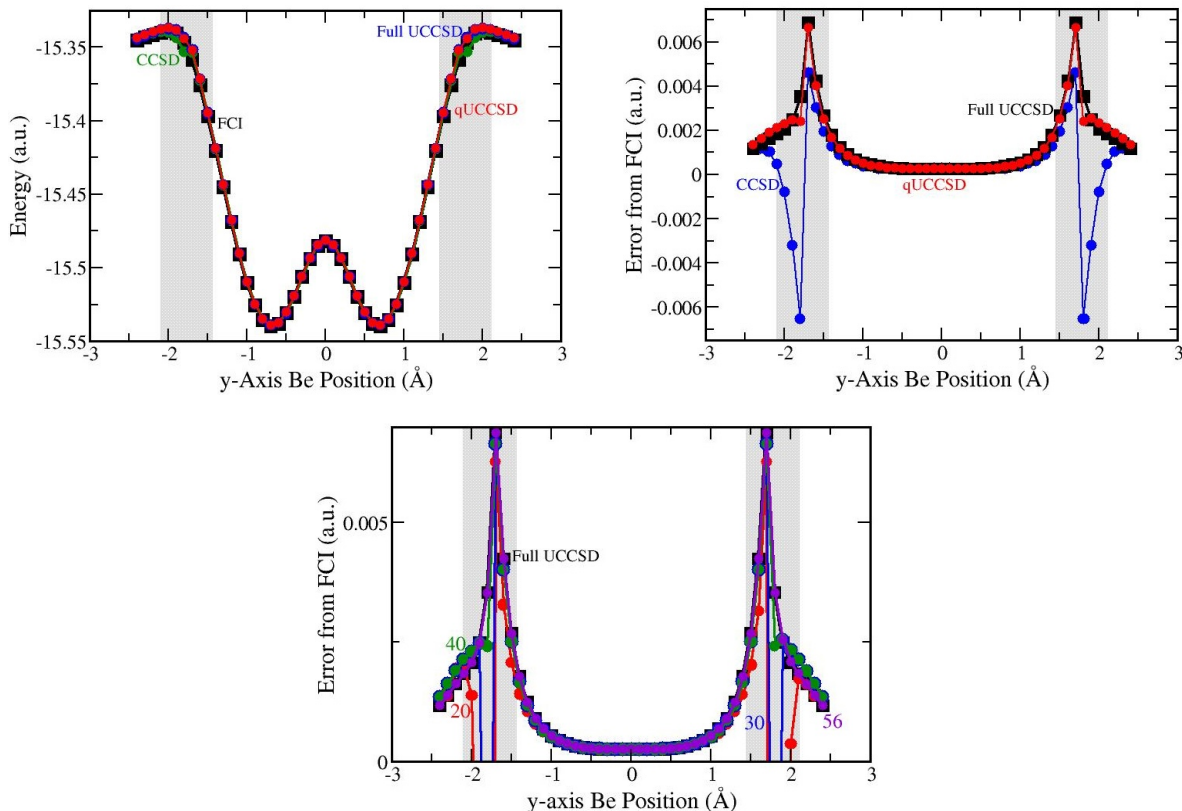 Energy (a.u.)
-15.35
-15.4
-15.45
-15.5
-15.55
CCSD
Full UCCSD
FCI
qUCCSD
-3
-2
-1
0
1
2
3
y-Axis Be Position (Å)
Error from FCI (a.u.)
0.006
0.004
0.002
0
-0.002
-0.004
-0.006
Full UCCSD
CCSD
qUCCSD
-3
-2
-1
0
1
2
3
y-Axis Be Position (Å)
Error from FCI (a.u.)
0.005
0
Full UCCSD
40
20
30
56
-3
-2
-1
0
1
2
3
y-axis Be Position (Å)